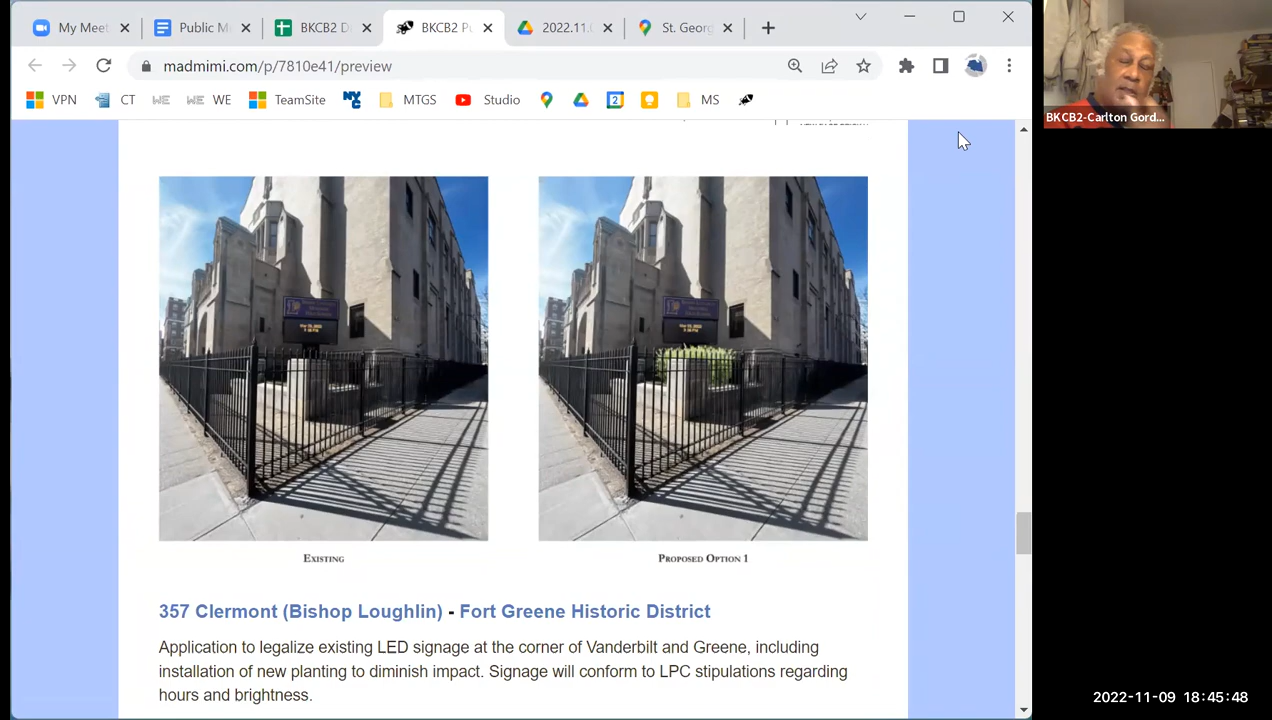 My Meet
Public M
BKCB2 D
BKCB2 P
2022.11.
St. Georg
madmimi.com/p/7810e41/preview
VPN
CT
WE
WE
TeamSite
MTGS
Studio
2
MS
BKCB2-Carlton Gord...
EXISTING
PROPOSED OPTION 1
357 Clermont (Bishop Loughlin) - Fort Greene Historic District
Application to legalize existing LED signage at the corner of Vanderbilt and Greene, including
installation of new planting to diminish impact. Signage will conform to LPC stipulations regarding
hours and brightness.
2022-11-09 18:45:48